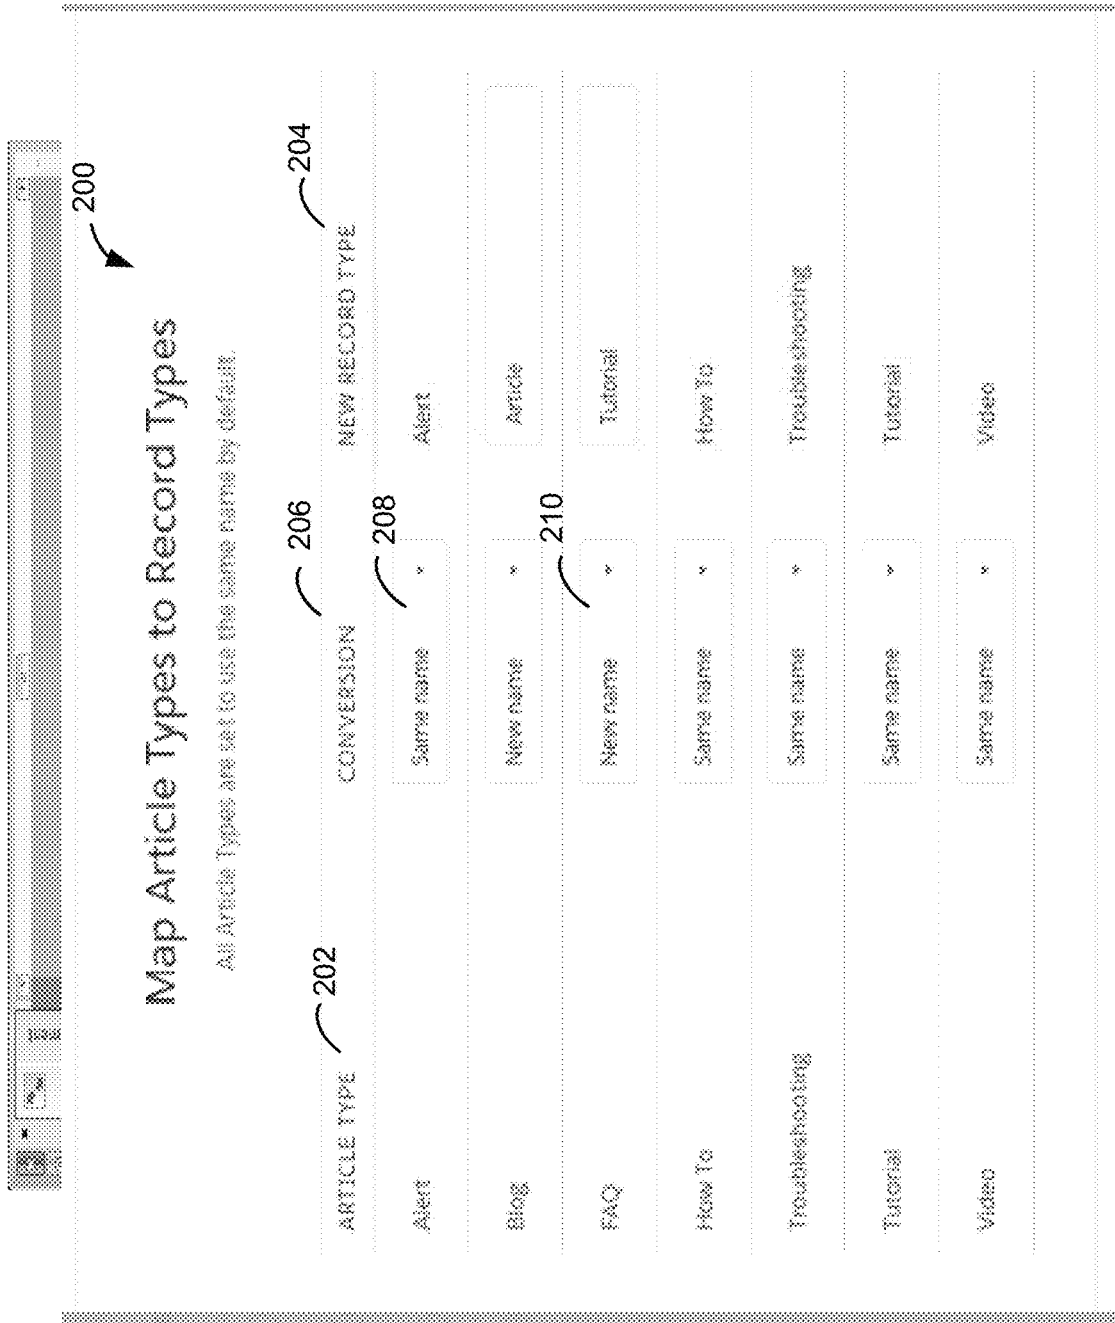 200
Map Article Types to Record Types
All Article Types are set to use the same name by default.
202
206
204
ARTICLE TYPE CONVERSION NEW RECORD TYPE
208
Alert Same name Alert
Blog New name Article
210
FAQ New name Tutorial
How To Same name How To
Troubleshooting Same name Troubleshooting
Tutorial Same name Tutorial
Video Same name Video